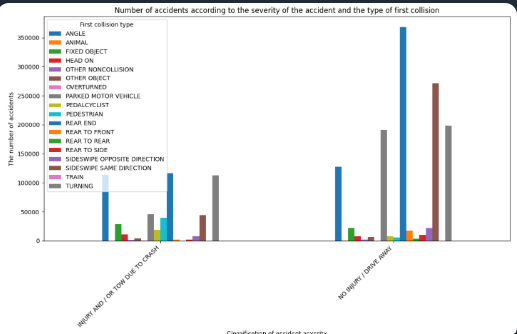 Number of accidents according to the severity of the accident and the type of first collision
First collision type
ANGLE
ANIMAL
FIXED OBJECT
HEAD ON
OTHER NONCOLLISION
OTHER OBJECT
OVERTURNED
PARKED MOTOR VEHICLE
PEDALCYCLIST
PEDESTRIAN
REAR END
REAR TO FRONT
REAR TO REAR
REAR TO SIDE
SIDESWIPE OPPOSITE DIRECTION
SIDESWIPE SAME DIRECTION
TRAIN
TURNING
The number of accidents
350000
300000
250000
200000
150000
100000
50000
0
INJURY AND / OR TOW DUE TO CRASH
NO INJURY / DRIVE AWAY